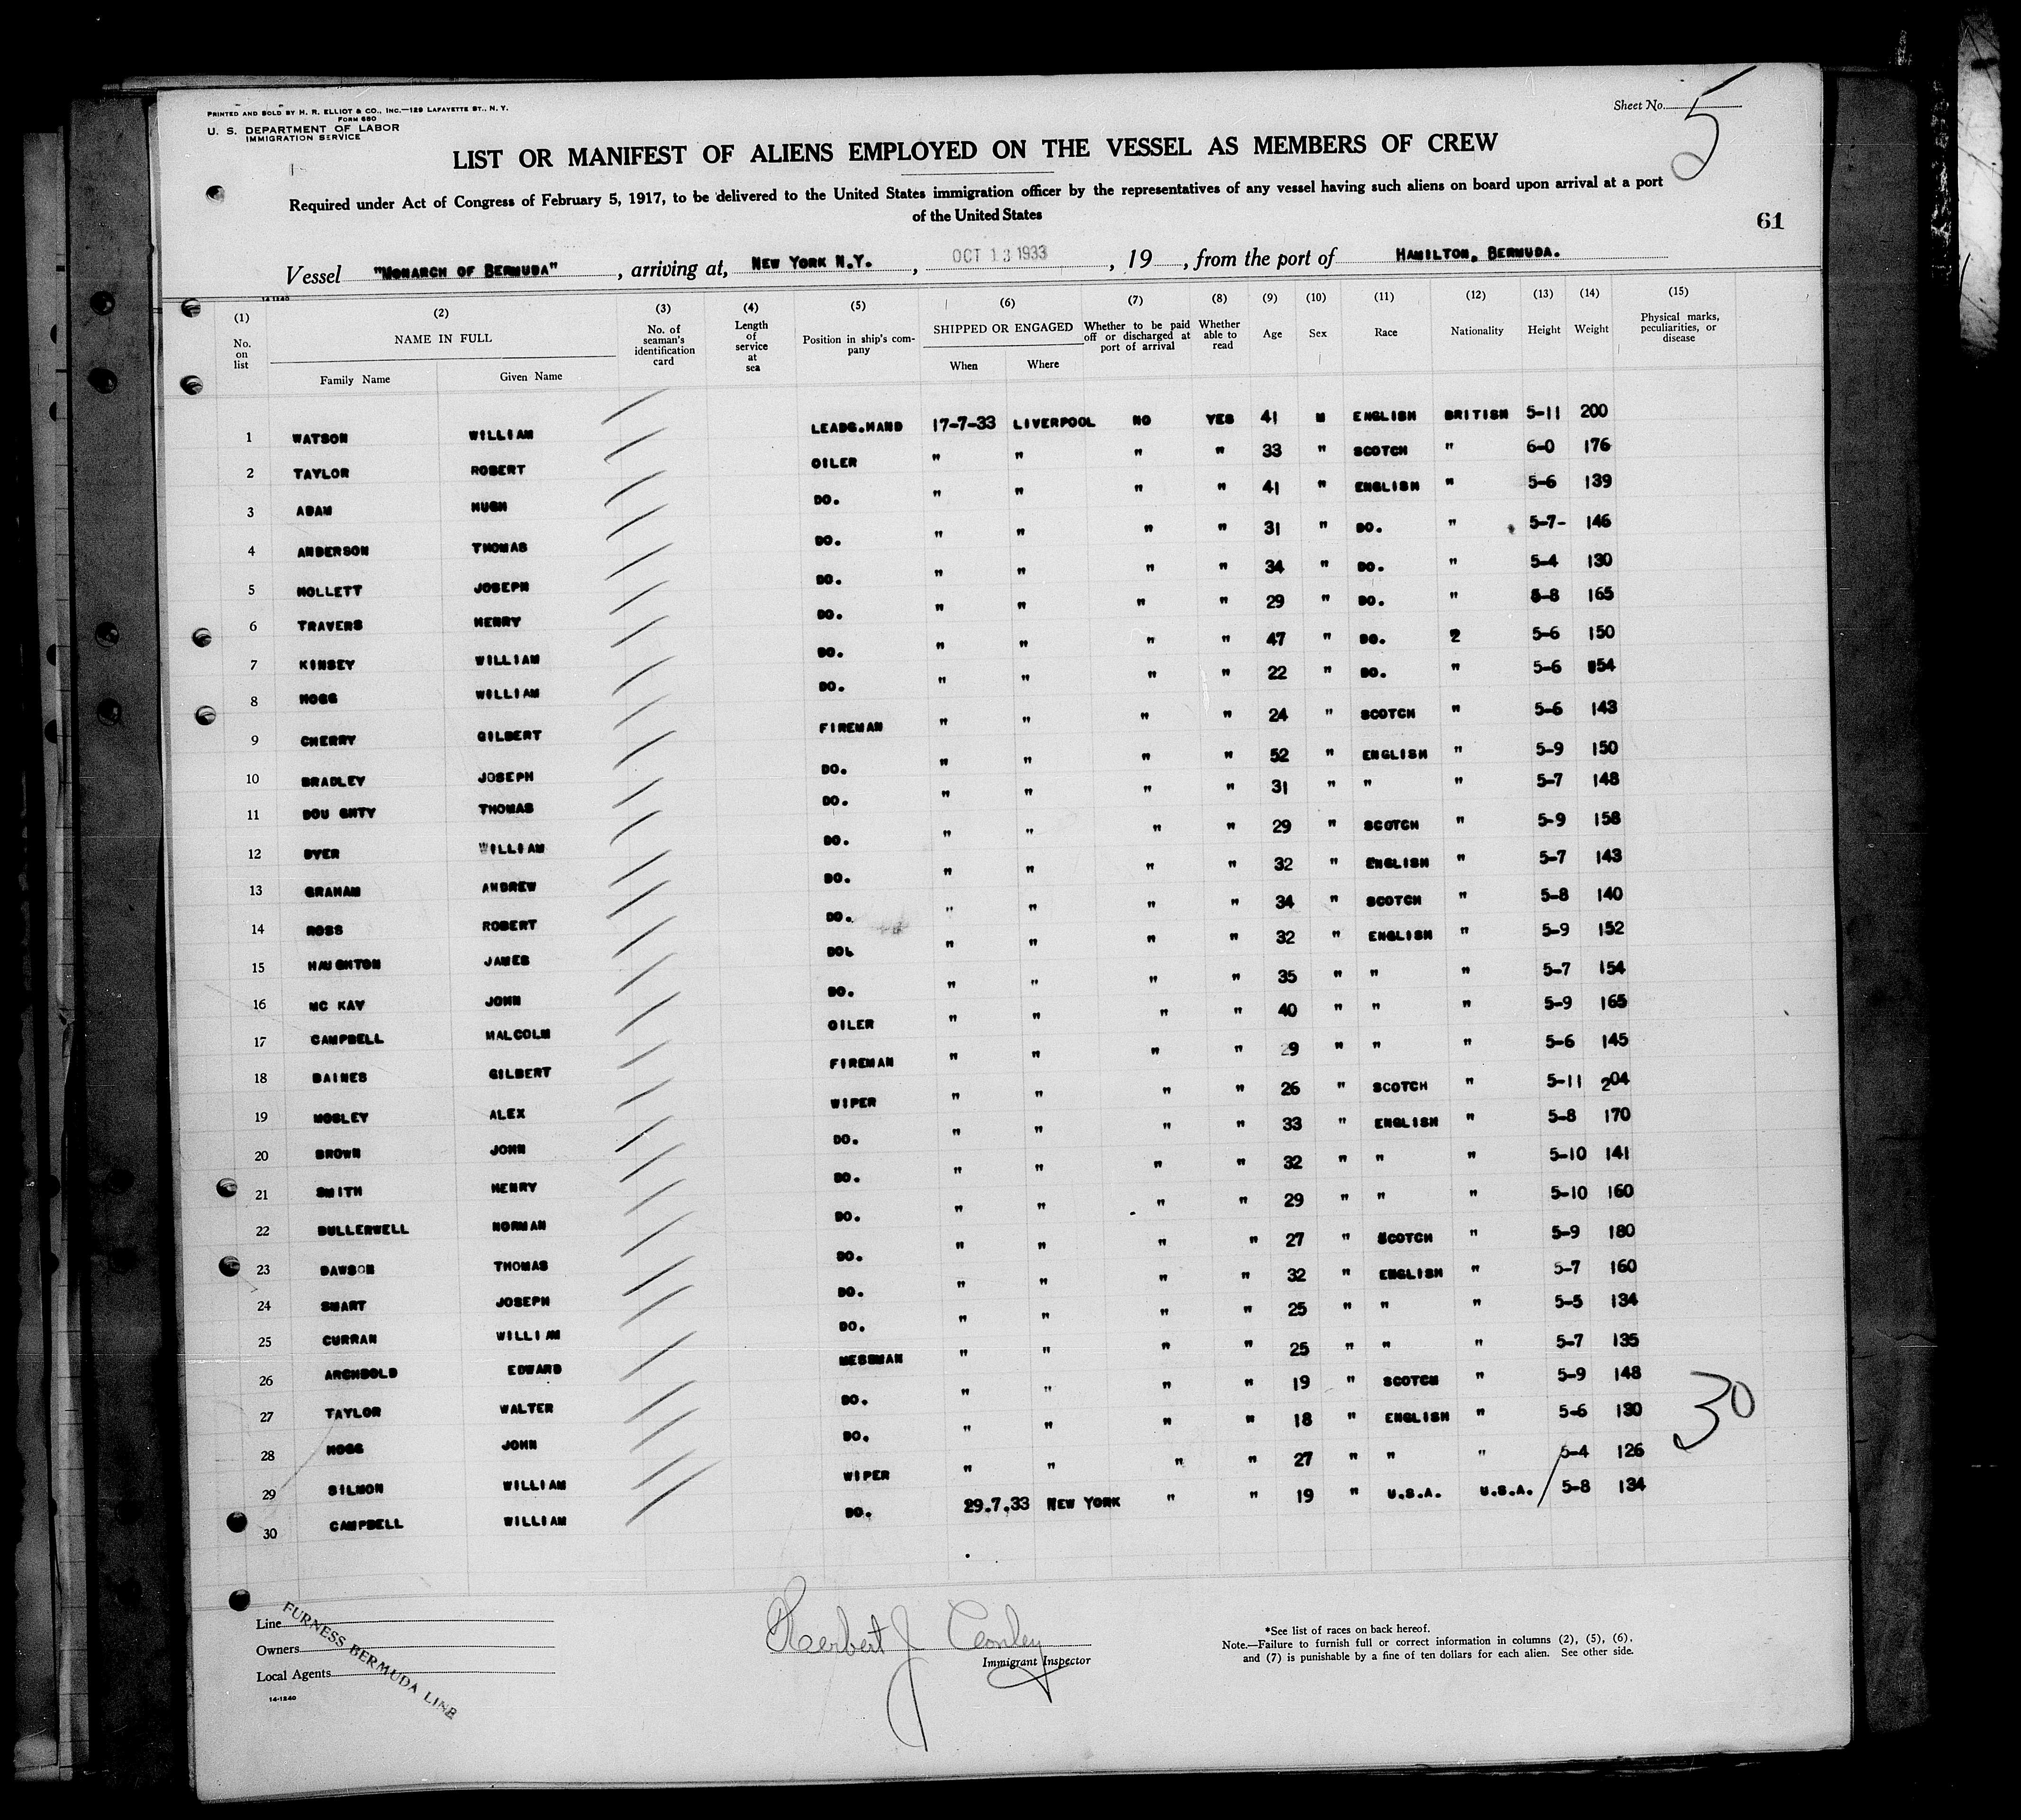 PRINTED AND SOLD BY H. R. ELLIOT & CO., INC.—129 LAFAYETTE ST., N. Y.
FORM 680
U. S. DEPARTMENT OF LABOR
IMMIGRATION SERVICE
Sheet No. 5
LIST OR MANIFEST OF ALIENS EMPLOYED ON THE VESSEL AS MEMBERS OF CREW
Required under Act of Congress of February 5, 1917, to be delivered to the United States immigration officer by the representatives of any vessel having such aliens on board upon arrival at a port
of the United States
61
Vessel "MONARCH OF BERMUDA", arriving at, NEW YORK N.Y., OCT 13 1933, 19, from the port of HAMILTON, BERMUDA.
14 1240
(1) No. on list (2) NAME IN FULL Family Name Given Name (3) No. of seaman's identification card (4) Length of service at sea (5) Position in ship's company (6) SHIPPED OR ENGAGED When Where (7) Whether to be paid off or discharged at port of arrival (8) Whether able to read (9) Age (10) Sex (11) Race (12) Nationality (13) Height (14) Weight (15) Physical marks, peculiarities, or disease
1 WATSON WILLIAM LEADG.HAND 17-7-33 LIVERPOOL NO YES 41 M ENGLISH BRITISH 5-11 200
2 TAYLOR ROBERT OILER " " " " 33 " SCOTCH " 6-0 176
3 ADAM HUGH DO. " " " " 41 " ENGLISH " 5-6 139
4 ANDERSON THOMAS DO. " " " " 31 " DO. " 5-7- 146
5 HOLLETT JOSEPH DO. " " " " 34 " DO. " 5-4 130
6 TRAVERS HENRY DO. " " " " 29 " DO. " 5-8 165
7 KINSEY WILLIAM DO. " " " " 47 " DO. 2 5-6 150
8 HOGG WILLIAM DO. " " " " 22 " DO. " 5-6 154
9 CHERRY GILBERT FIREMAN " " " " 24 " SCOTCH " 5-6 143
10 BRADLEY JOSEPH DO. " " " " 52 " ENGLISH " 5-9 150
11 DOU GHTY THOMAS DO. " " " " 31 " " " 5-7 148
12 DYER WILLIAM DO. " " " " 29 " SCOTCH " 5-9 158
13 GRAHAM ANDREW DO. " " " " 32 " ENGLISH " 5-7 143
14 ROSS ROBERT DO. " " " " 34 " SCOTCH " 5-8 140
15 HAUGHTON JAMES DO. " " " " 32 " ENGLISH " 5-9 152
16 MC KAY JOHN DO. " " " " 35 " " " 5-7 154
17 CAMPBELL MALCOLM OILER " " " " 40 " " " 5-9 165
18 BAINES GILBERT FIREMAN " " " " 29 " " " 5-6 145
19 MOSLEY ALEX WIPER " " " " 26 " SCOTCH " 5-11 204
20 BROWN JOHN DO. " " " " 33 " ENGLISH " 5-8 170
21 SMITH HENRY DO. " " " " 32 " " " 5-10 141
22 BULLERWELL NORMAN DO. " " " " 29 " " " 5-10 160
23 DAWSON THOMAS DO. " " " " 27 " SCOTCH " 5-9 180
24 SMART JOSEPH DO. " " " " 32 " ENGLISH " 5-7 160
25 CURRAN WILLIAM DO. " " " " 25 " " " 5-5 134
26 ARCHBOLD EDWARD MESSMAN " " " " 25 " " " 5-7 135
27 TAYLOR WALTER DO. " " " " 19 " SCOTCH " 5-9 148
28 HOGG JOHN DO. " " " " 18 " ENGLISH " 5-6 130
29 SILMON WILLIAM WIPER " " " " 27 " " " 5-4 126
30 CAMPBELL WILLIAM DO. 29.7.33 NEW YORK " " 19 " U.S.A. U.S.A. 5-8 134
30
Line
Owners
Local Agents
FURNESS BERMUDA LINE
14-1240
Herbert J Conley
Immigrant Inspector
*See list of races on back hereof.
Note.—Failure to furnish full or correct information in columns (2), (5), (6),
and (7) is punishable by a fine of ten dollars for each alien. See other side.